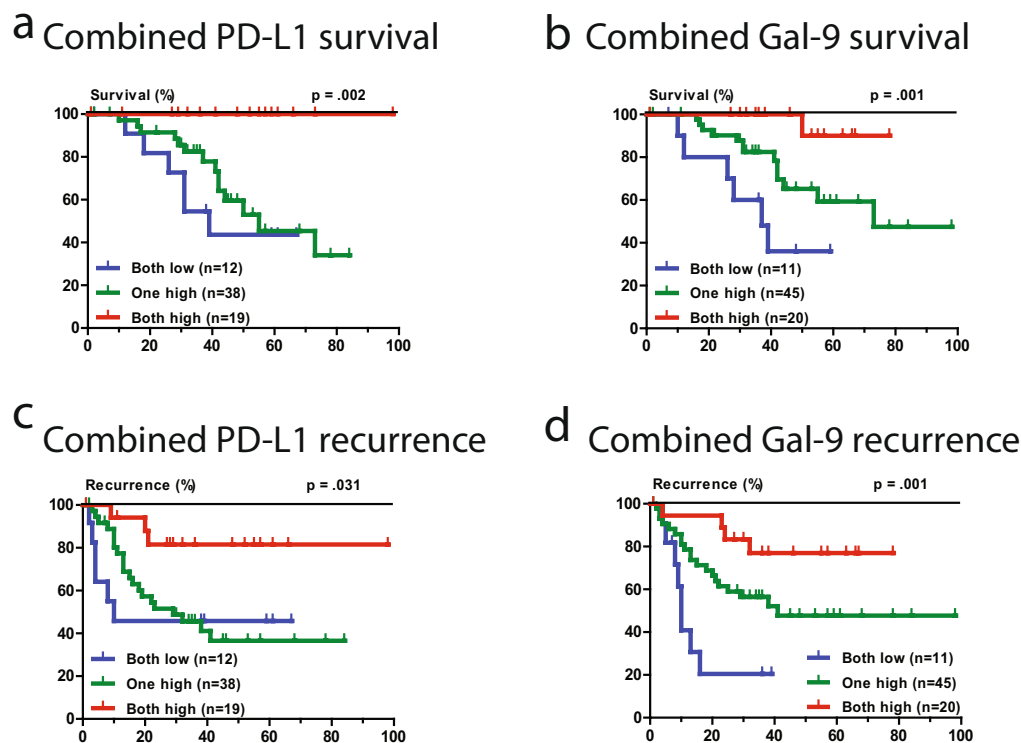 a Combined PD-L1 survival
Survival (%) p = .002
100
80
60
40
20
0
Both low (n=12)
One high (n=38)
Both high (n=19)
0 20 40 60 80 100
b Combined Gal-9 survival
Survival (%) p = .001
100
80
60
40
20
0
Both low (n=11)
One high (n=45)
Both high (n=20)
0 20 40 60 80 100
c Combined PD-L1 recurrence
Recurrence (%) p = .031
100
80
60
40
20
0
Both low (n=12)
One high (n=38)
Both high (n=19)
0 20 40 60 80 100
d Combined Gal-9 recurrence
Recurrence (%) p = .001
100
80
60
40
20
0
Both low (n=11)
One high (n=45)
Both high (n=20)
0 20 40 60 80 100